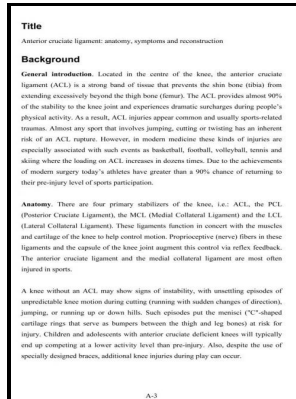 Title
Anterior cruciate ligament: anatomy, symptoms and reconstruction
Background
General introduction. Located in the centre of the knee, the anterior cruciate
ligament (ACL) is a strong band of tissue that prevents the shin bone (tibia) from
extending excessively beyond the thigh bone (femur). The ACL provides almost 90%
of the stability to the knee joint and experiences dramatic surcharges during people's
physical activity. As a result, ACL injuries appear common and usually sports-related
traumas. Almost any sport that involves jumping, cutting or twisting has an inherent
risk of an ACL rupture. However, in modern medicine these kinds of injuries are
especially associated with such events as basketball, football, volleyball, tennis and
skiing where the loading on ACL increases in dozens times. Due to the achievements
of modern surgery today's athletes have greater than a 90% chance of returning to
their pre-injury level of sports participation.
Anatomy. There are four primary stabilizers of the knee, i.e.: ACL, the PCL
(Posterior Cruciate Ligament), the MCL (Medial Collateral Ligament) and the LCL
(Lateral Collateral Ligament). These ligaments function in concert with the muscles
and cartilage of the knee to help control motion. Proprioceptive (nerve) fibers in these
ligaments and the capsule of the knee joint augment this control via reflex feedback.
The anterior cruciate ligament and the medial collateral ligament are most often
injured in sports.
A knee without an ACL may show signs of instability, with unsettling episodes of
unpredictable knee motion during cutting (running with sudden changes of direction),
jumping, or running up or down hills. Such episodes put the menisci ("C"-shaped
cartilage rings that serve as bumpers between the thigh and leg bones) at risk for
injury. Children and adolescents with anterior cruciate deficient knees will typically
end up competing at a lower activity level than pre-injury. Also, despite the use of
specially designed braces, additional knee injuries during play can occur.
A-3